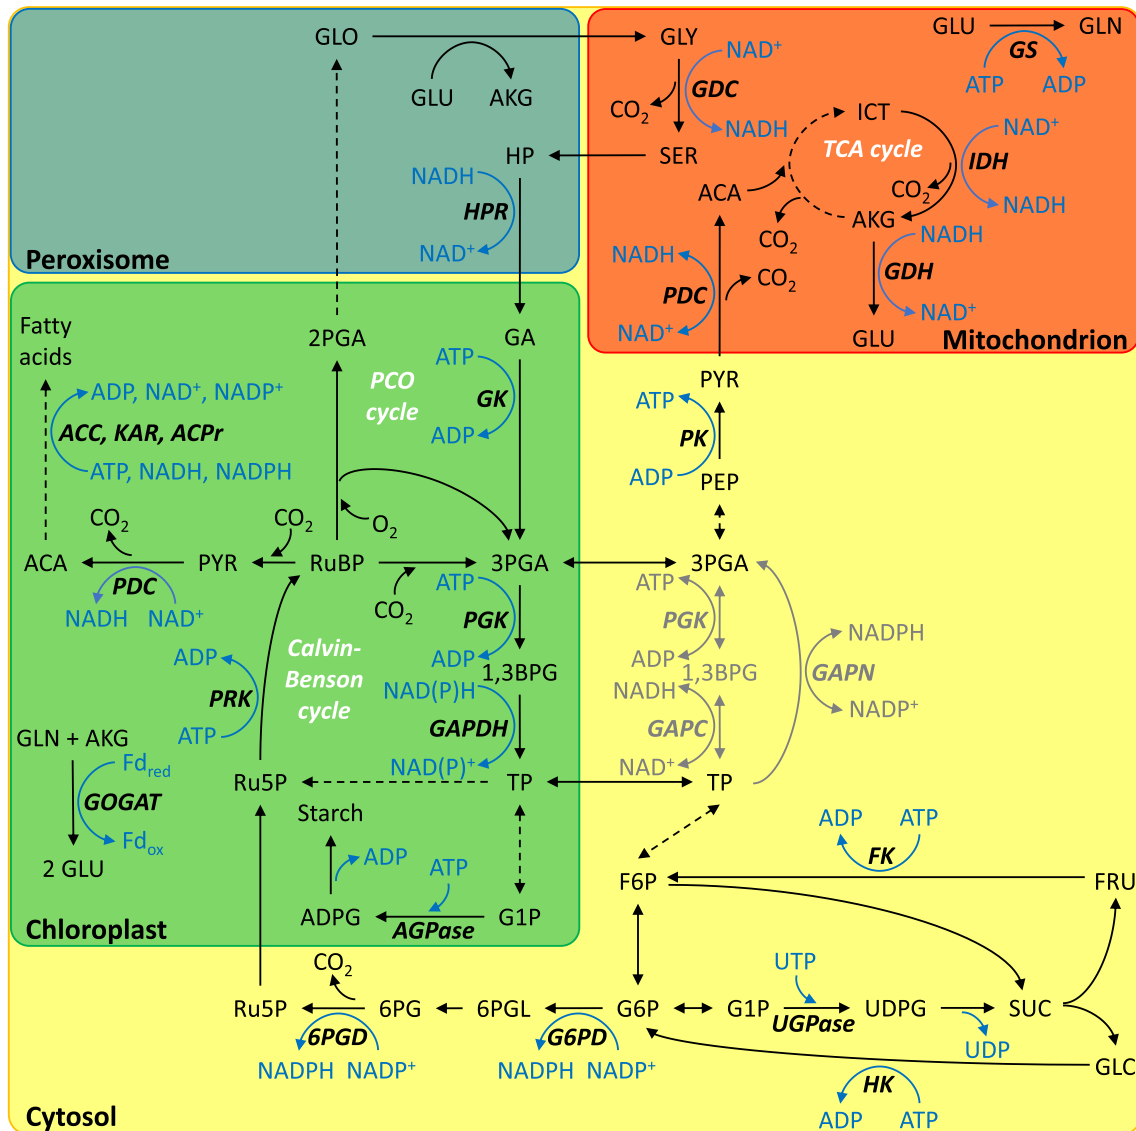 GLO
GLU
AKG
HP
NADH
HPR
NAD⁺
Peroxisome
GLY
NAD⁺
GDC
CO₂
NADH
SER
GLU
GLN
GS
ATP
ADP
ICT
NAD⁺
TCA cycle
IDH
ACA
CO₂
NADH
AKG
CO₂
NADH
GDH
NAD⁺
GLU
NADH
CO₂
PDC
NAD⁺
Mitochondrion
Fatty
acids
2PGA
GA
ATP
PCO
cycle
GK
ADP
ADP, NAD⁺, NADP⁺
ACC, KAR, ACPr
ATP, NADH, NADPH
CO₂
CO₂
O₂
ACA
PYR
RuBP
3PGA
PDC
NADH
NAD⁺
CO₂
ATP
PGK
ADP
1,3BPG
Calvin-
Benson
cycle
NAD(P)H
GAPDH
NAD(P)⁺
ADP
PRK
ATP
GLN + AKG
Fd red
GOGAT
Fd ox
2 GLU
Ru5P
TP
Starch
ADP
ATP
ADPG
AGPase
G1P
Chloroplast
PYR
ATP
PK
ADP
PEP
3PGA
ATP
PGK
ADP
1,3BPG
NADH
GAPC
NAD⁺
NADPH
GAPN
NADP⁺
TP
ADP
ATP
FK
F6P
FRU
CO₂
UTP
Ru5P
6PG
6PGL
G6P
G1P
UDPG
SUC
6PGD
G6PD
UGPase
UDP
NADPH
NADP⁺
NADPH
NADP⁺
GLC
HK
ADP
ATP
Cytosol